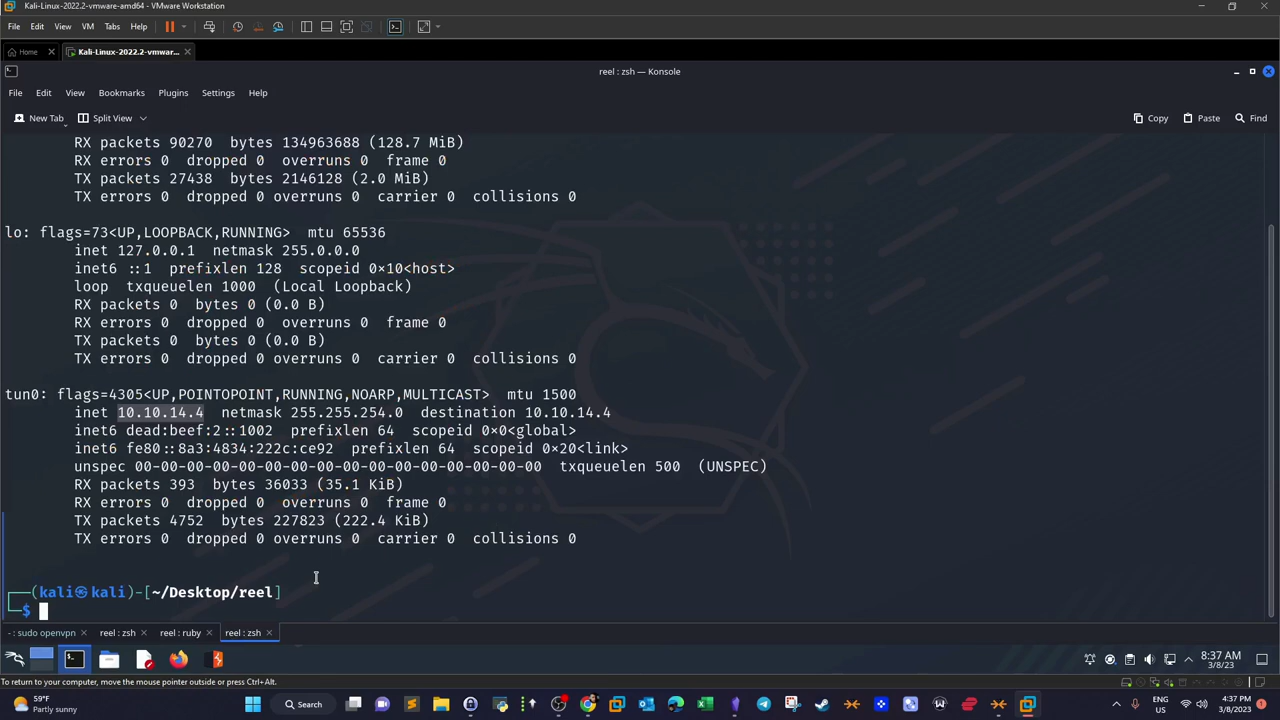 Kali-Linux-2022.2-vmware-amd64 - VMware Workstation
File Edit View VM Tabs Help
Home Kali-Linux-2022.2-vmwar...
reel : zsh — Konsole
File Edit View Bookmarks Plugins Settings Help
New Tab Split View Copy Paste Find
RX packets 90270 bytes 134963688 (128.7 MiB)
RX errors 0 dropped 0 overruns 0 frame 0
TX packets 27438 bytes 2146128 (2.0 MiB)
TX errors 0 dropped 0 overruns 0 carrier 0 collisions 0
lo: flags=73<UP,LOOPBACK,RUNNING> mtu 65536
inet 127.0.0.1 netmask 255.0.0.0
inet6 ::1 prefixlen 128 scopeid 0×10<host>
loop txqueuelen 1000 (Local Loopback)
RX packets 0 bytes 0 (0.0 B)
RX errors 0 dropped 0 overruns 0 frame 0
TX packets 0 bytes 0 (0.0 B)
TX errors 0 dropped 0 overruns 0 carrier 0 collisions 0
tun0: flags=4305<UP,POINTOPOINT,RUNNING,NOARP,MULTICAST> mtu 1500
inet 10.10.14.4 netmask 255.255.254.0 destination 10.10.14.4
inet6 dead:beef:2::1002 prefixlen 64 scopeid 0×0<global>
inet6 fe80::8a3:4834:222c:ce92 prefixlen 64 scopeid 0×20<link>
unspec 00-00-00-00-00-00-00-00-00-00-00-00-00-00-00-00 txqueuelen 500 (UNSPEC)
RX packets 393 bytes 36033 (35.1 KiB)
RX errors 0 dropped 0 overruns 0 frame 0
TX packets 4752 bytes 227823 (222.4 KiB)
TX errors 0 dropped 0 overruns 0 carrier 0 collisions 0
┌──(kali㉿kali)-[~/Desktop/reel]
└─$
- : sudo openvpn reel : zsh reel : ruby reel : zsh
8:37 AM
3/8/23
To return to your computer, move the mouse pointer outside or press Ctrl+Alt.
59°F
Partly sunny
Search
ENG
US
4:37 PM
3/8/2023